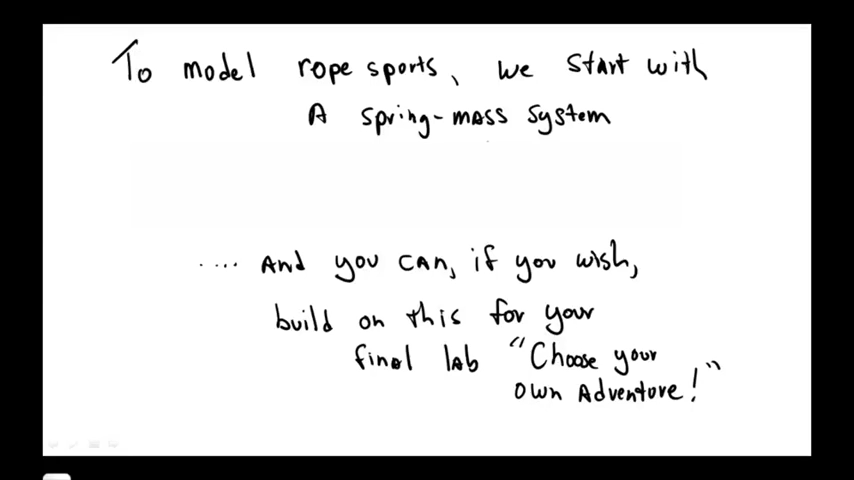 To model rope sports, we start with
A spring-mass system
.... And you can, if you wish,
build on this for your
final lab "Choose your
own Adventure!"